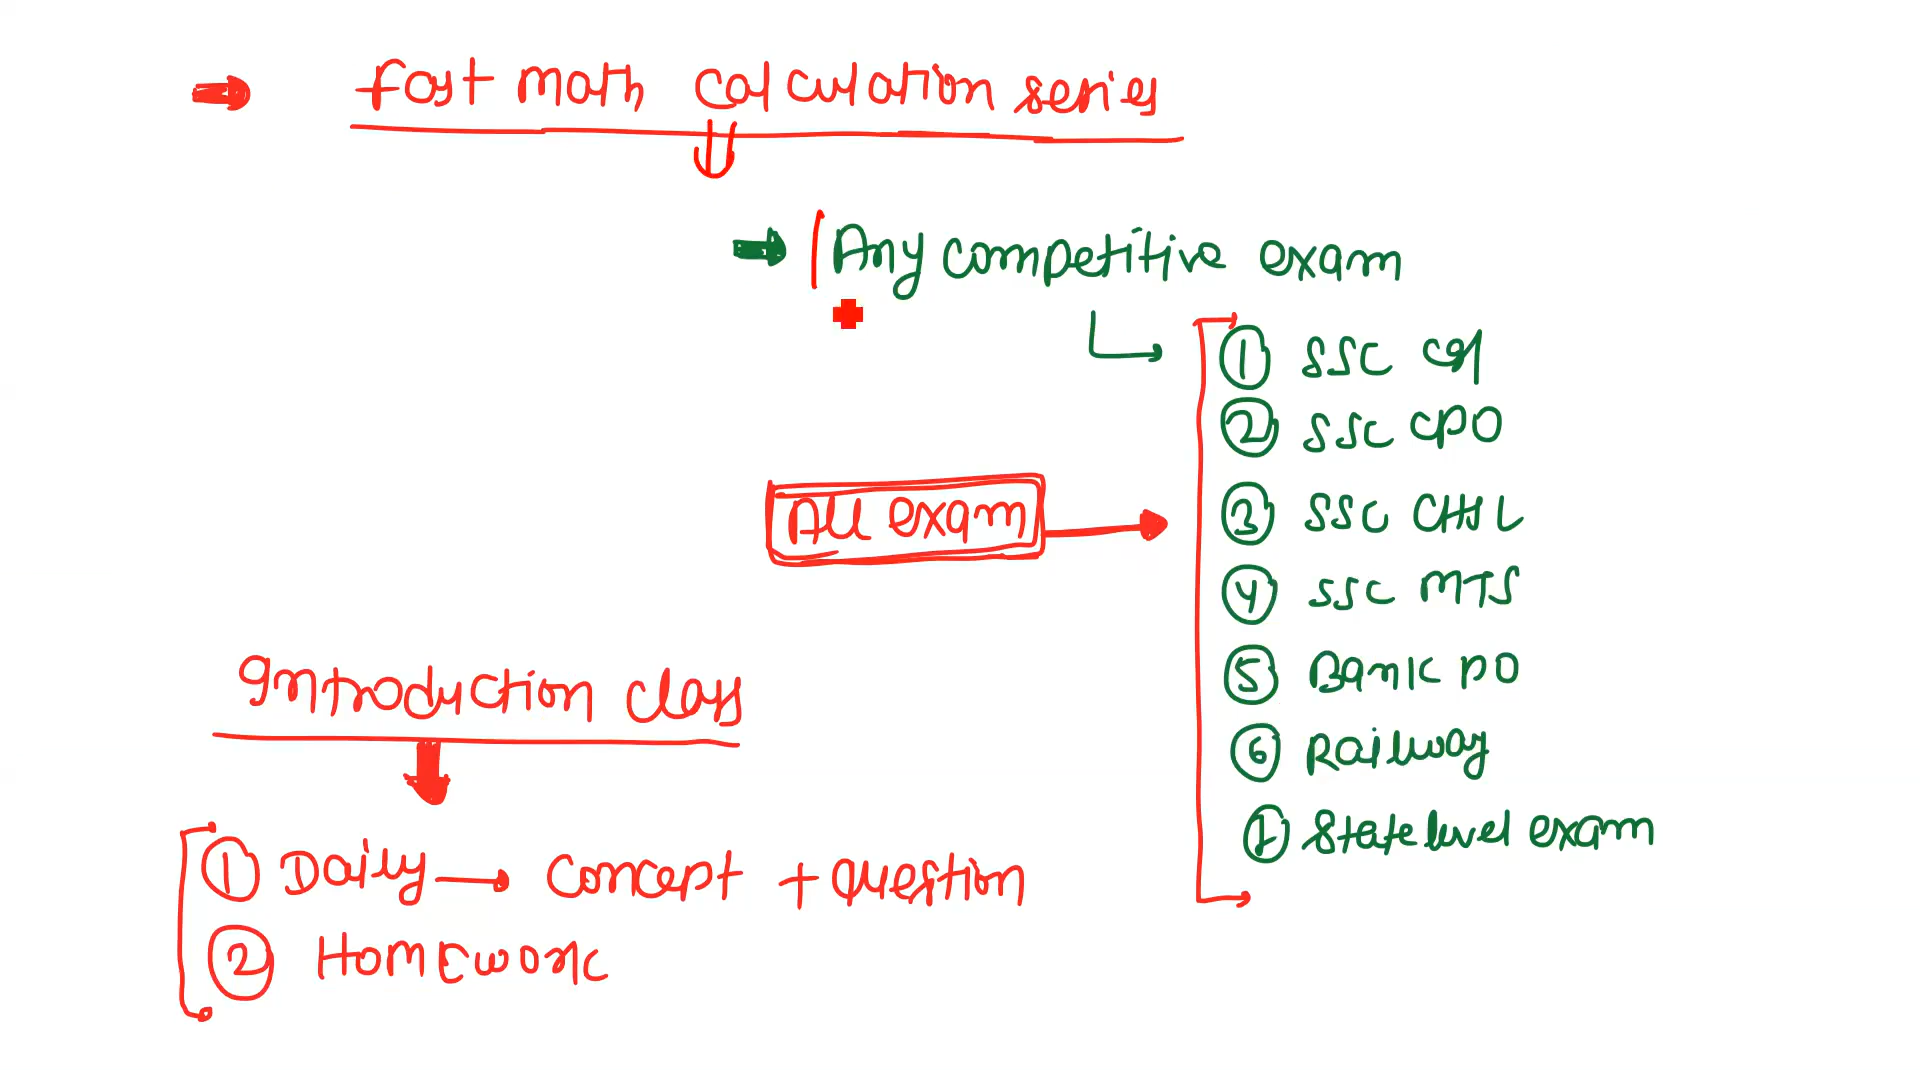 fast math calculation series
Any competitive exam
① SSC CGL
② SSC CPO
③ SSC CHSL
④ SSC MTS
⑤ Bank PO
⑥ Railway
⑦ State level exam
All exam
Introduction class
① Daily → Concept + question
② Homework